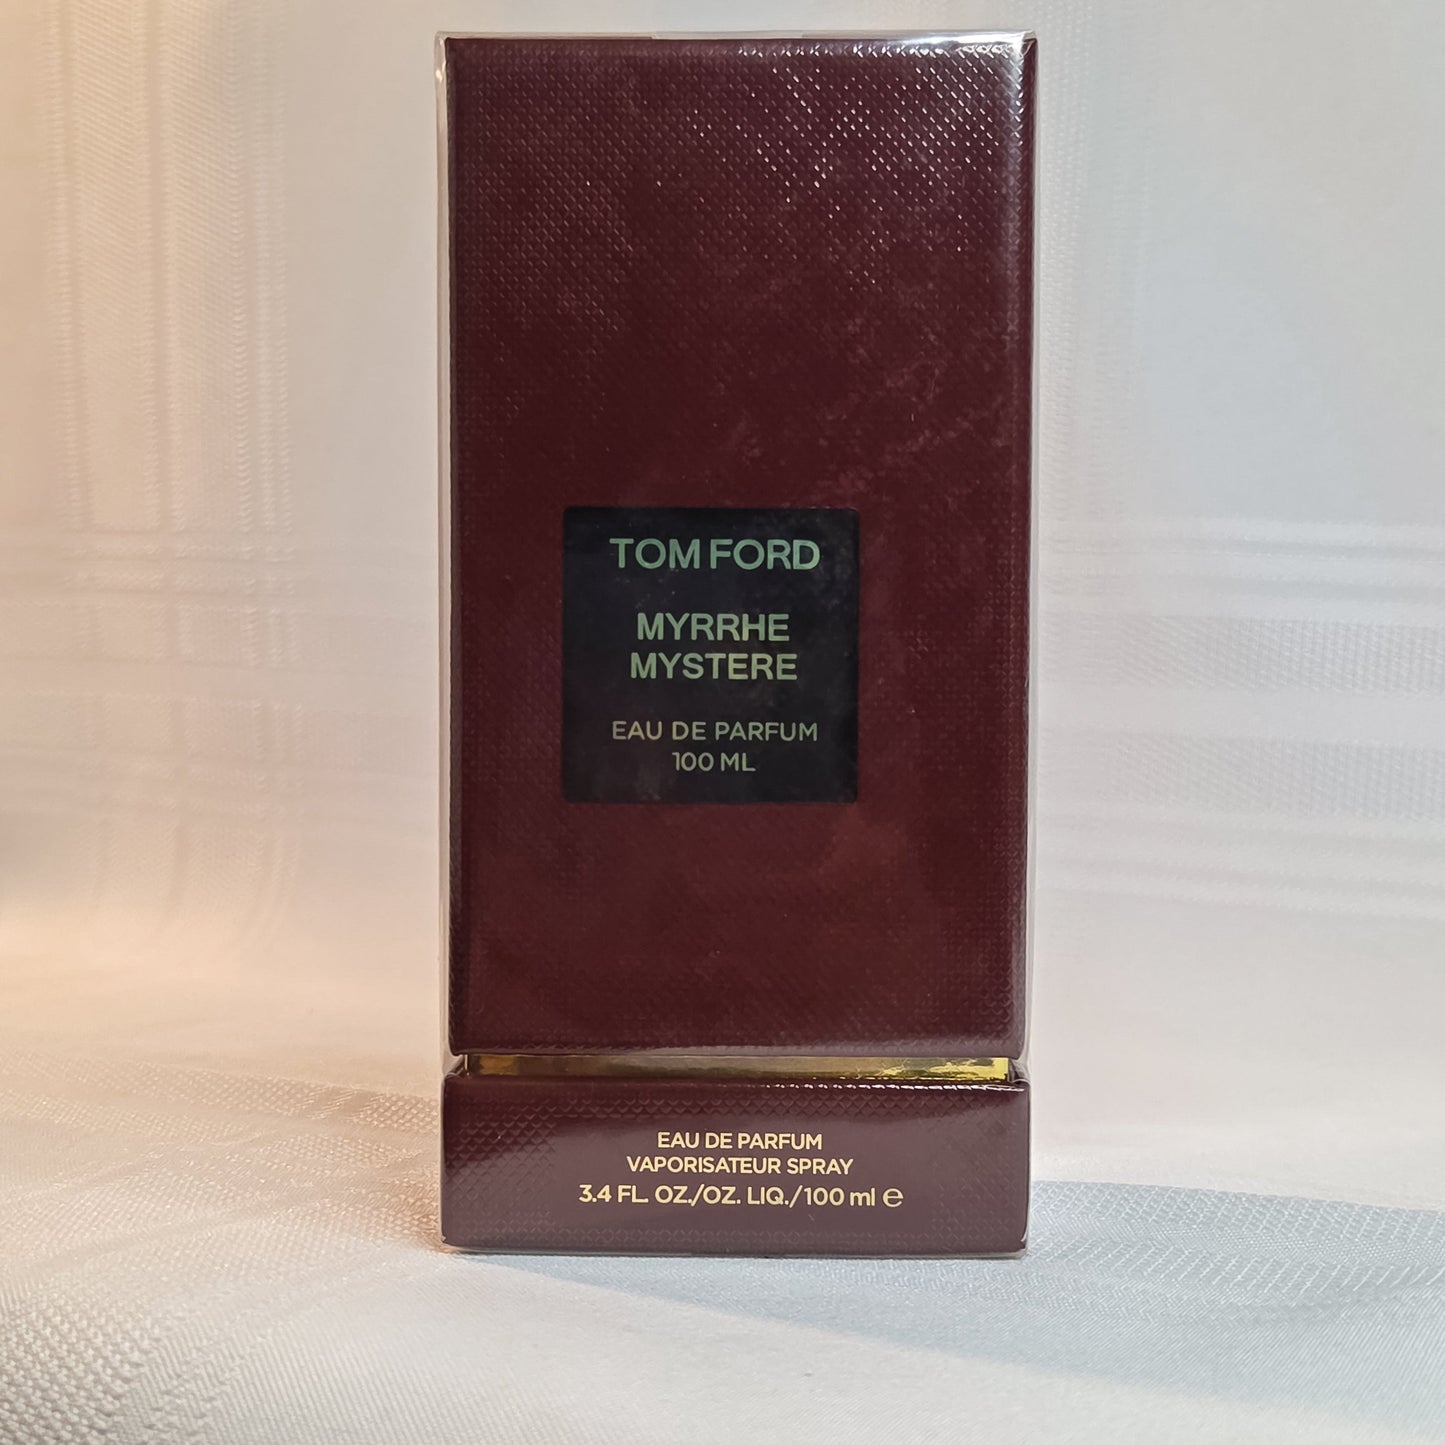 TOM FORD
MYRRHE
MYSTERE
EAU DE PARFUM
100 ML
EAU DE PARFUM
VAPORISATEUR SPRAY
3.4 FL. OZ./OZ. LIQ./100 ml ℮